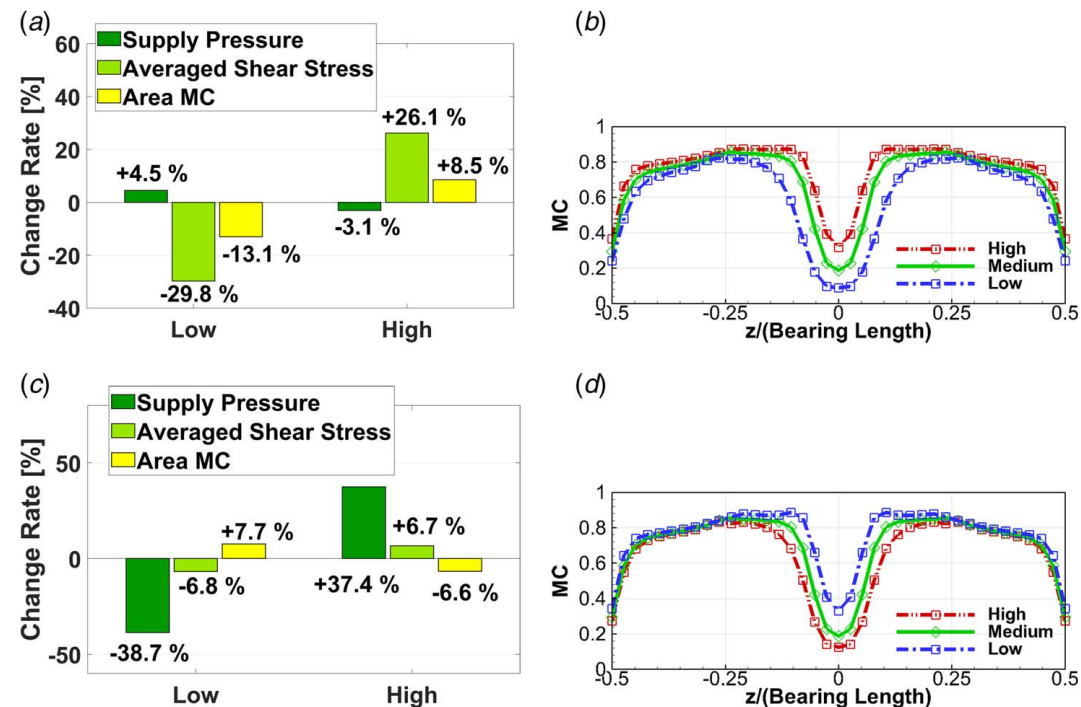 (a)
Supply Pressure
Averaged Shear Stress
Area MC
Change Rate [%]
60
40
20
0
-20
-40
+4.5 %
-29.8 %
-13.1 %
-3.1 %
+26.1 %
+8.5 %
Low
High
(b)
MC
1
0.8
0.6
0.4
0.2
0
High
Medium
Low
-0.5
-0.25
0
0.25
0.5
z/(Bearing Length)
(c)
Supply Pressure
Averaged Shear Stress
Area MC
Change Rate [%]
50
0
-50
-38.7 %
-6.8 %
+7.7 %
+37.4 %
+6.7 %
-6.6 %
Low
High
(d)
MC
1
0.8
0.6
0.4
0.2
0
High
Medium
Low
-0.5
-0.25
0
0.25
0.5
z/(Bearing Length)